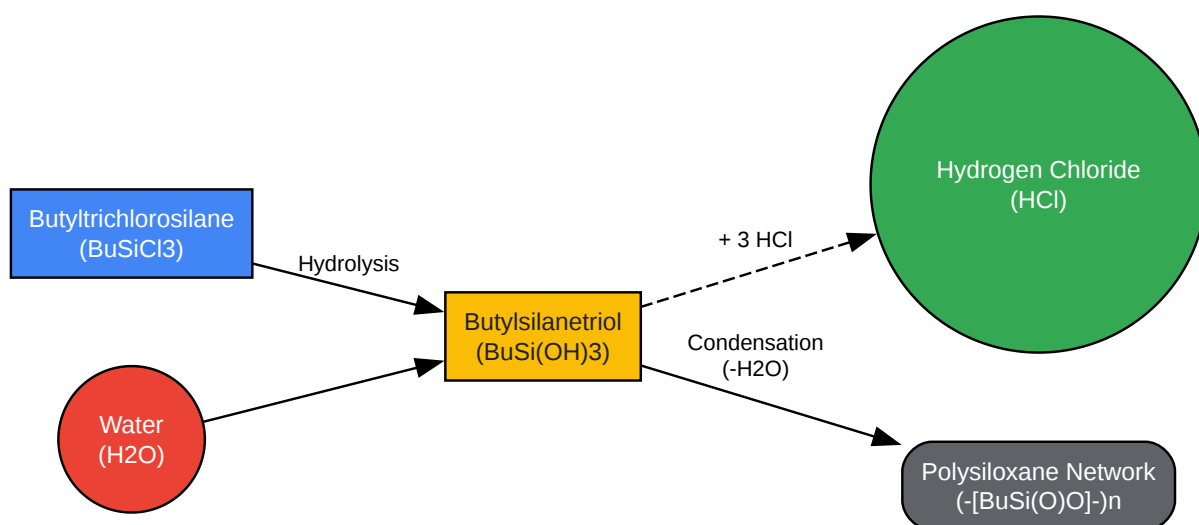 Butyltrichlorosilane
(BuSiCl3)
Hydrolysis
Water
(H2O)
Butylsilanetriol
(BuSi(OH)3)
+ 3 HCl
Condensation
(-H2O)
Hydrogen Chloride
(HCl)
Polysiloxane Network
(-[BuSi(O)O]-)n